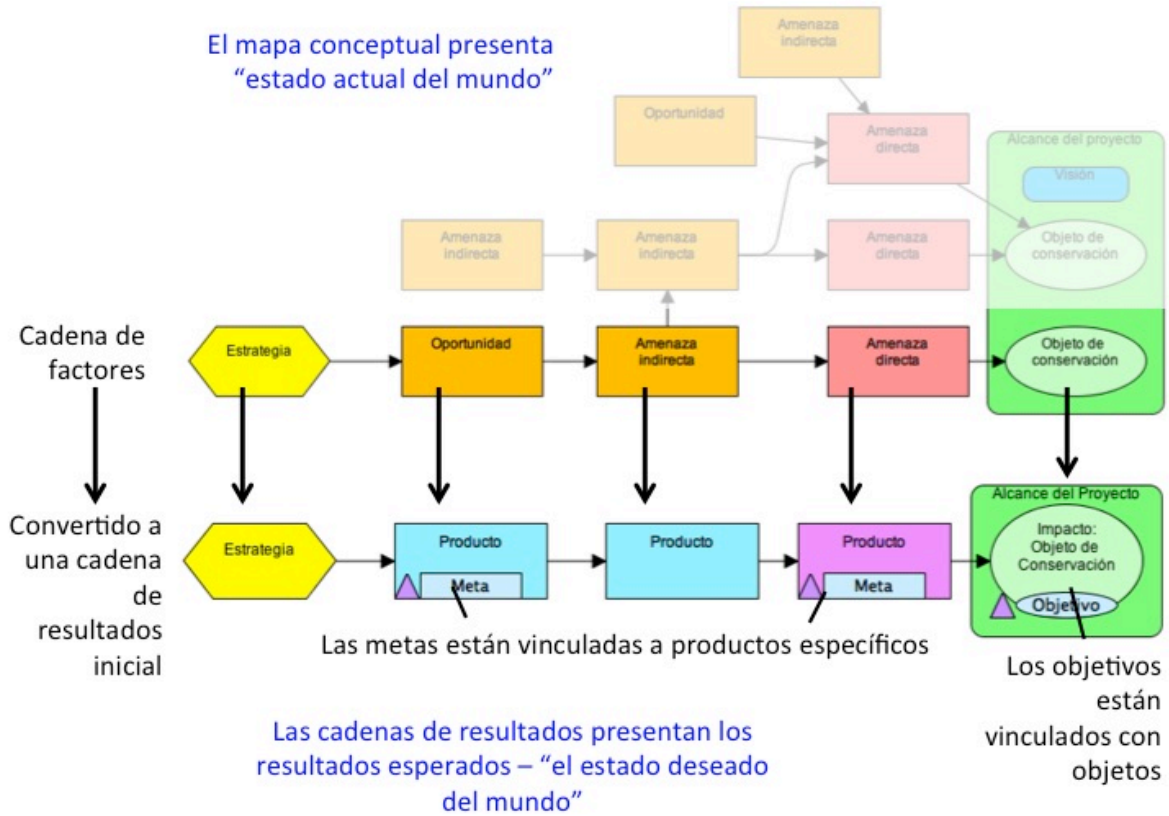 El mapa conceptual presenta
“estado actual del mundo”
Amenaza
indirecta
Oportunidad
Amenaza
directa
Alcance del proyecto
Visión
Amenaza
indirecta
Amenaza
indirecta
Amenaza
directa
Objeto de
conservación
Cadena de
factores
Estrategia
Oportunidad
Amenaza
indirecta
Amenaza
directa
Objeto de
conservación
Convertido a
una cadena
de
resultados
inicial
Estrategia
Producto
Meta
Producto
Producto
Meta
Alcance del Proyecto
Impacto:
Objeto de
Conservación
Objetivo
Las metas están vinculadas a productos específicos
Los objetivos
están
vinculados con
objetos
Las cadenas de resultados presentan los
resultados esperados – “el estado deseado
del mundo”